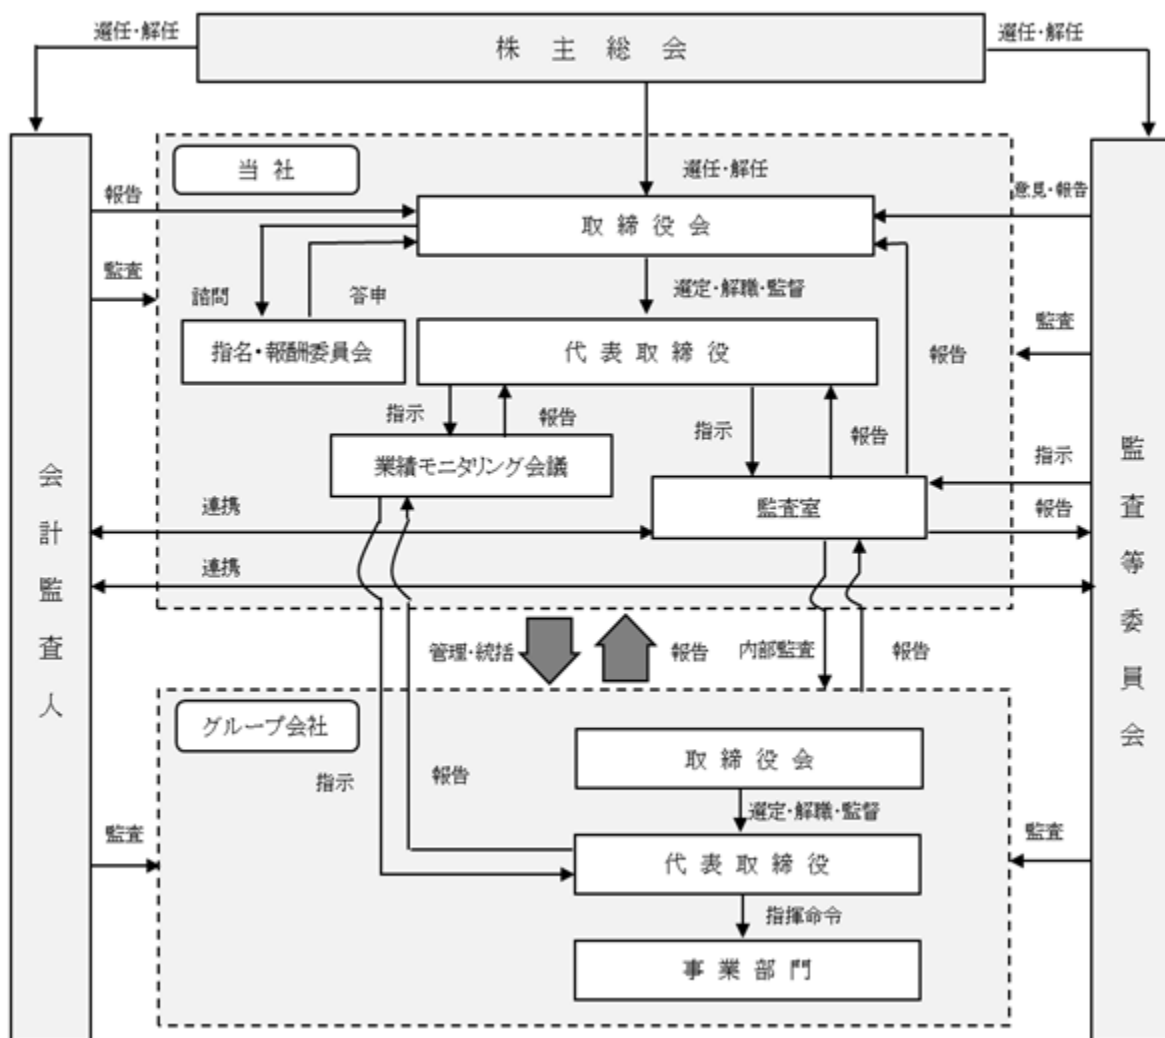 選任・解任
株主総会
選任・解任
当社
選任・解任
報告
意見・報告
取締役会
監査
諮問
答申
選定・解職・監督
監査
指名・報酬委員会
代表取締役
報告
指示
報告
指示
報告
業績モニタリング会議
指示
監査室
連携
報告
連携
会計監査人
監査等委員会
管理・統括
報告
内部監査
報告
グループ会社
取締役会
指示
報告
選定・解職・監督
監査
監査
代表取締役
指揮命令
事業部門